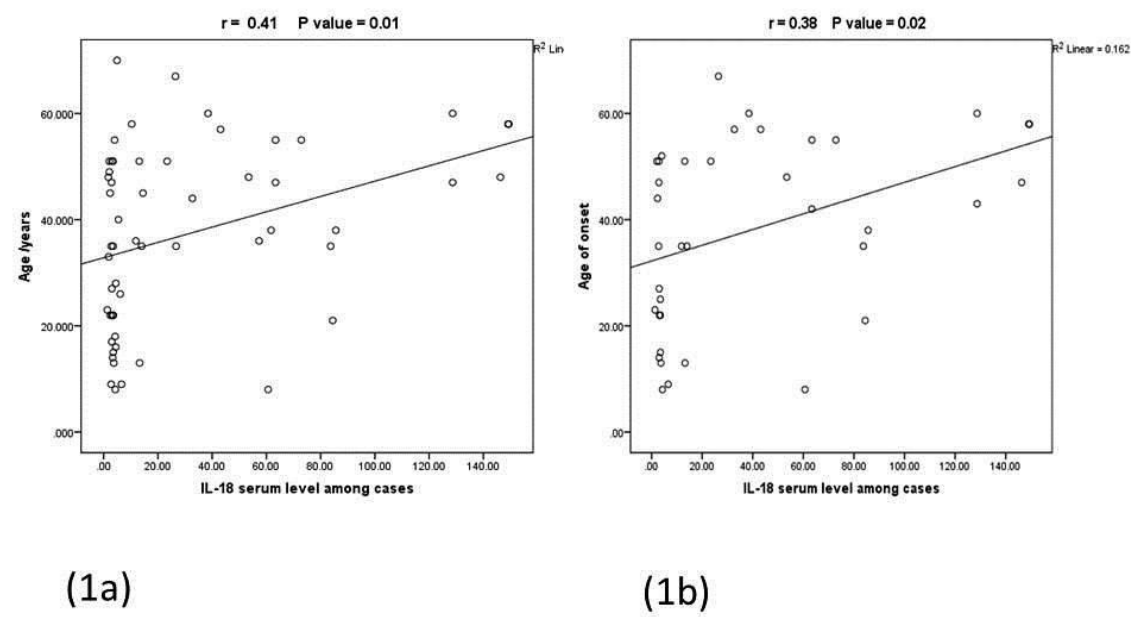 r = 0.41 P value = 0.01
R² Lin
60.000
40.000
20.000
.000
Age /years
.00 20.00 40.00 60.00 80.00 100.00 120.00 140.00
IL-18 serum level among cases
(1a)
r = 0.38 P value = 0.02
R² Linear = 0.162
60.00
40.00
20.00
.00
Age of onset
.00 20.00 40.00 60.00 80.00 100.00 120.00 140.00
IL-18 serum level among cases
(1b)